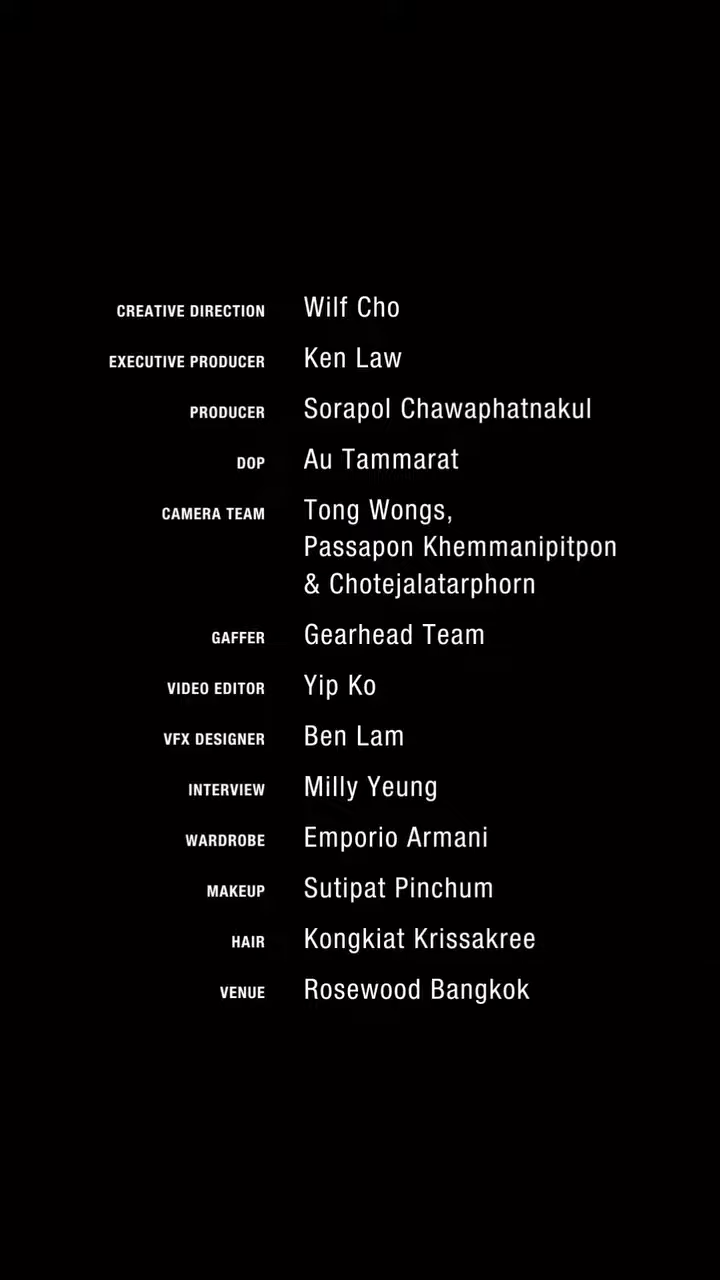 CREATIVE DIRECTION Wilf Cho
EXECUTIVE PRODUCER Ken Law
PRODUCER Sorapol Chawaphatnakul
DOP Au Tammarat
CAMERA TEAM Tong Wongs,
Passapon Khemmanipitpon
& Chotejalatarphorn
GAFFER Gearhead Team
VIDEO EDITOR Yip Ko
VFX DESIGNER Ben Lam
INTERVIEW Milly Yeung
WARDROBE Emporio Armani
MAKEUP Sutipat Pinchum
HAIR Kongkiat Krissakree
VENUE Rosewood Bangkok